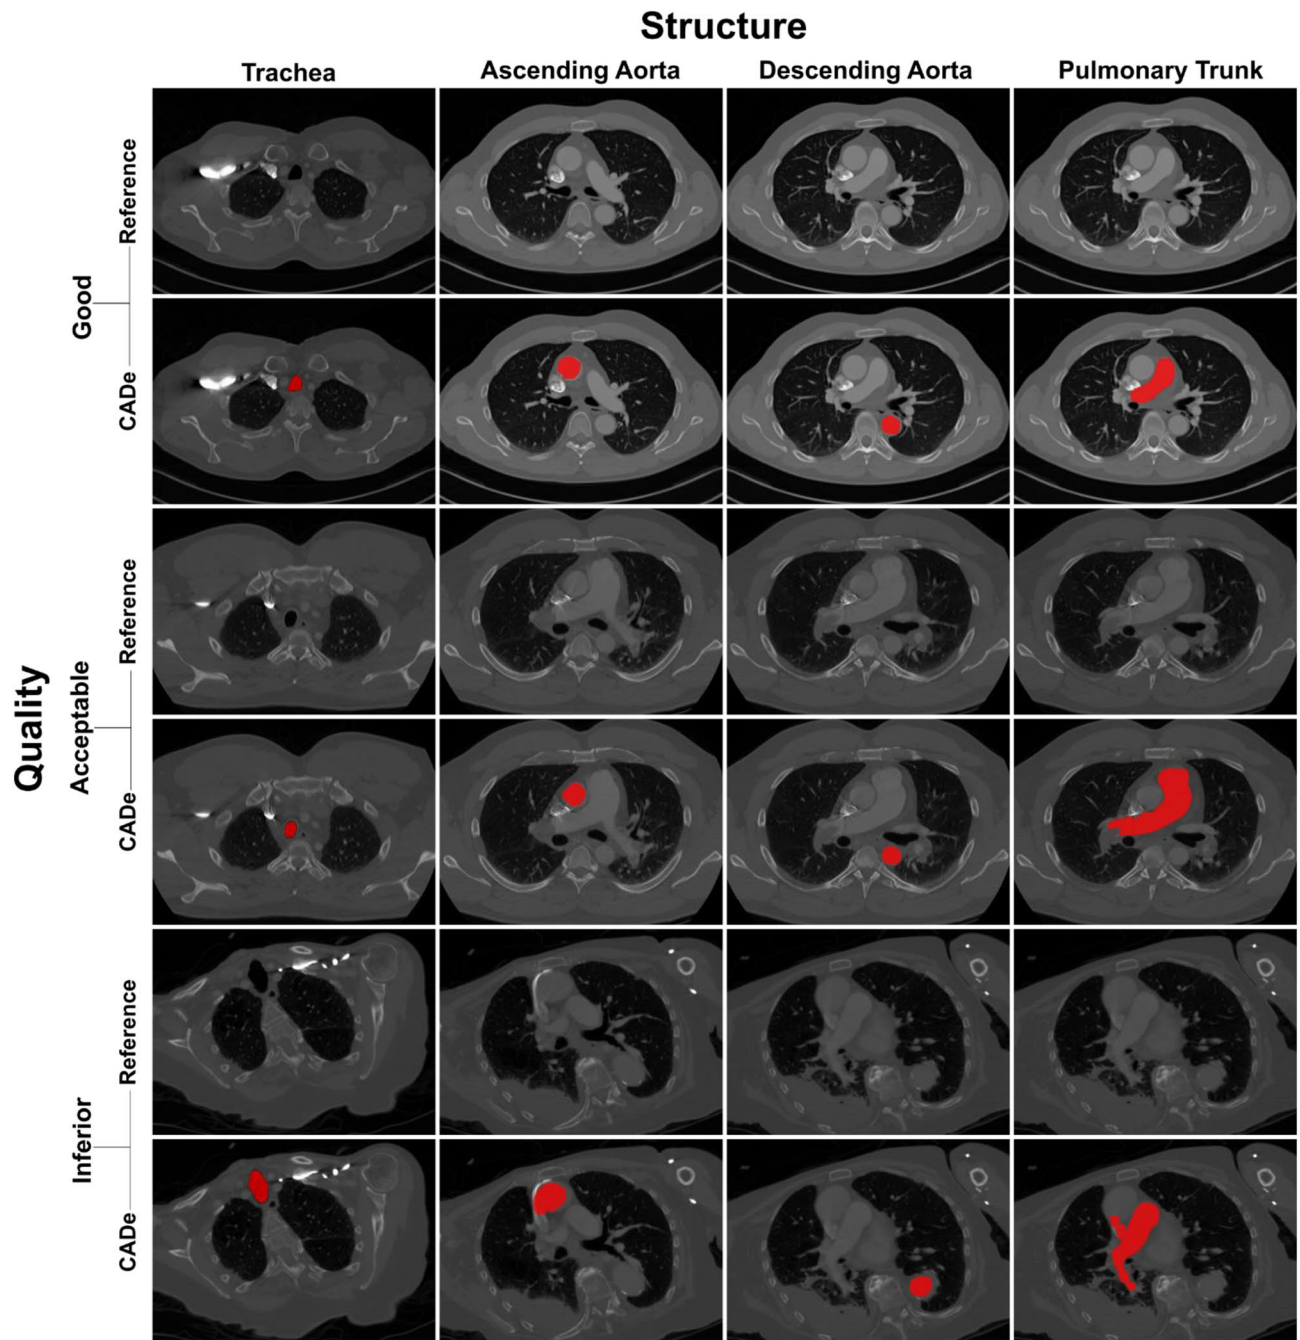 Structure
Trachea
Ascending Aorta
Descending Aorta
Pulmonary Trunk
Quality
Good
Reference
CADe
Acceptable
Reference
CADe
Inferior
Reference
CADe